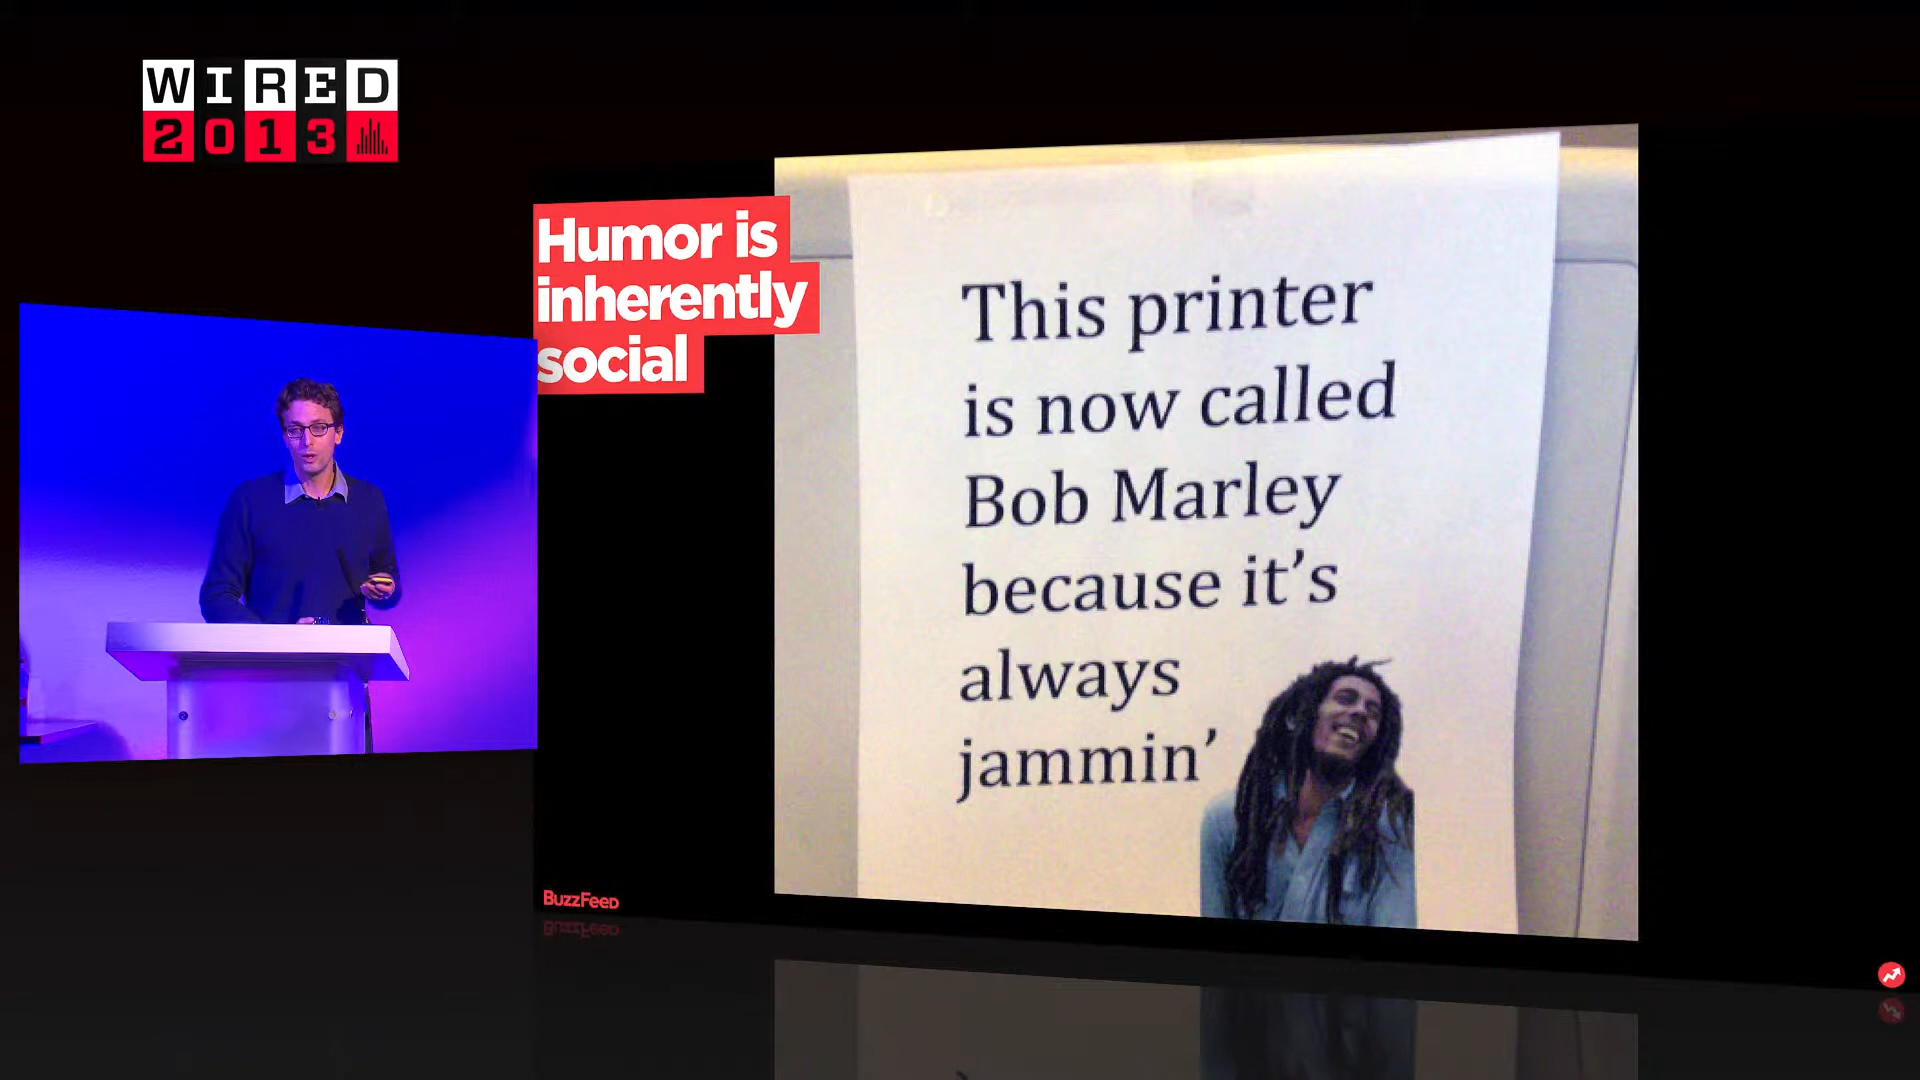 WIRED
2013
Humor is
inherently
social
This printer
is now called
Bob Marley
because it’s
always
jammin’
BuzzFeed